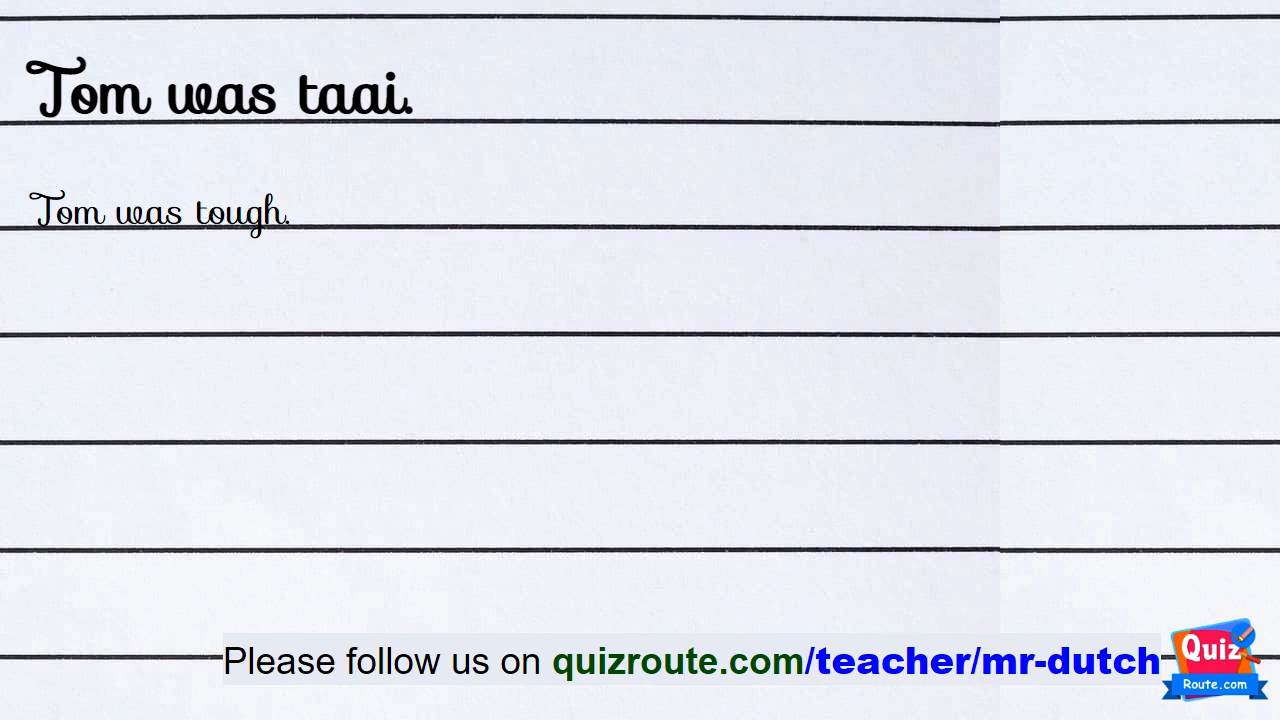 Tom was taai.
Tom was tough.
Please follow us on quizroute.com/teacher/mr-dutch
Quiz
Route.com